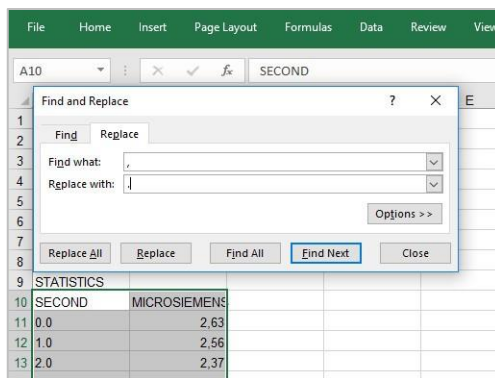 File Home Insert Page Layout Formulas Data Review View
A10 fx SECOND
Find and Replace ? × E
1
Find Replace
2
3 Find what: ,
4 Replace with: .
5
6 Options >>
7
8 Replace All Replace Find All Find Next Close
9 STATISTICS
10 SECOND MICROSIEMENS
11 0.0 2,63
12 1.0 2,56
13 2.0 2,37